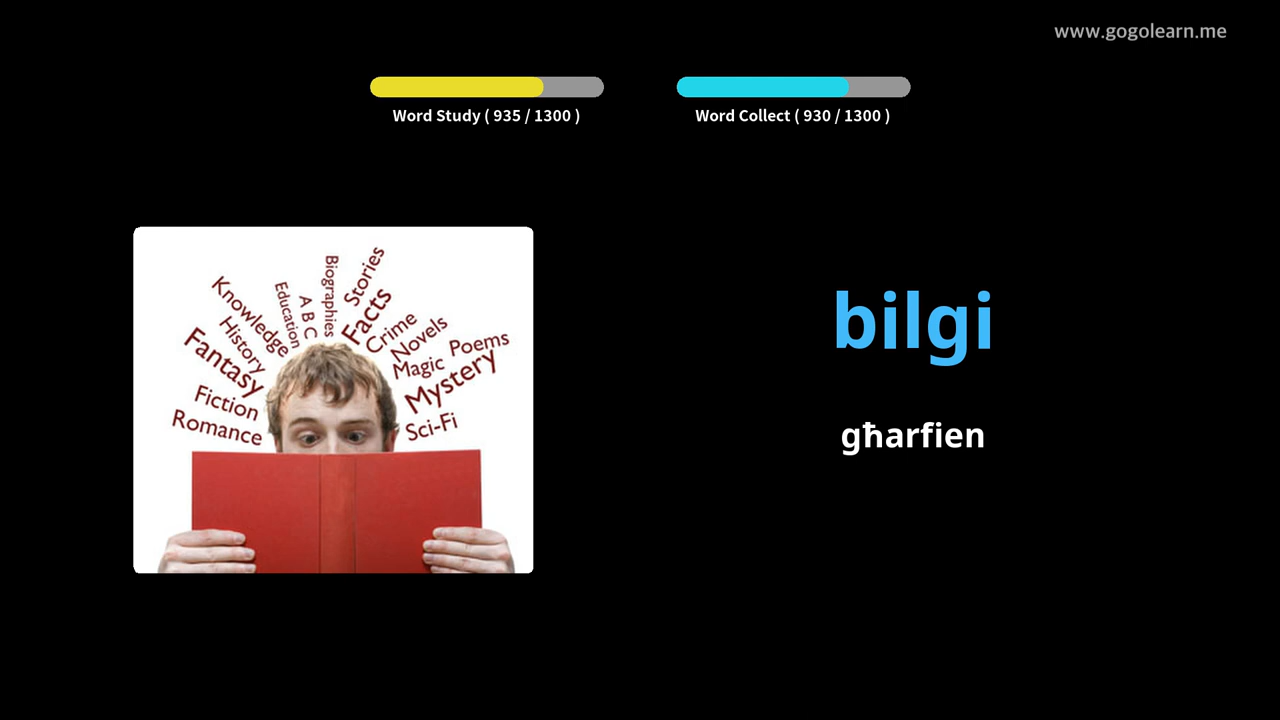 www.gogolearn.me
Word Study ( 935 / 1300 )
Word Collect ( 930 / 1300 )
Biographies
Stories
Knowledge
Education
A B C
Facts
History
Crime
Novels
Fantasy
Magic
Poems
Mystery
Fiction
Romance
Sci-Fi
bilgi
għarfien